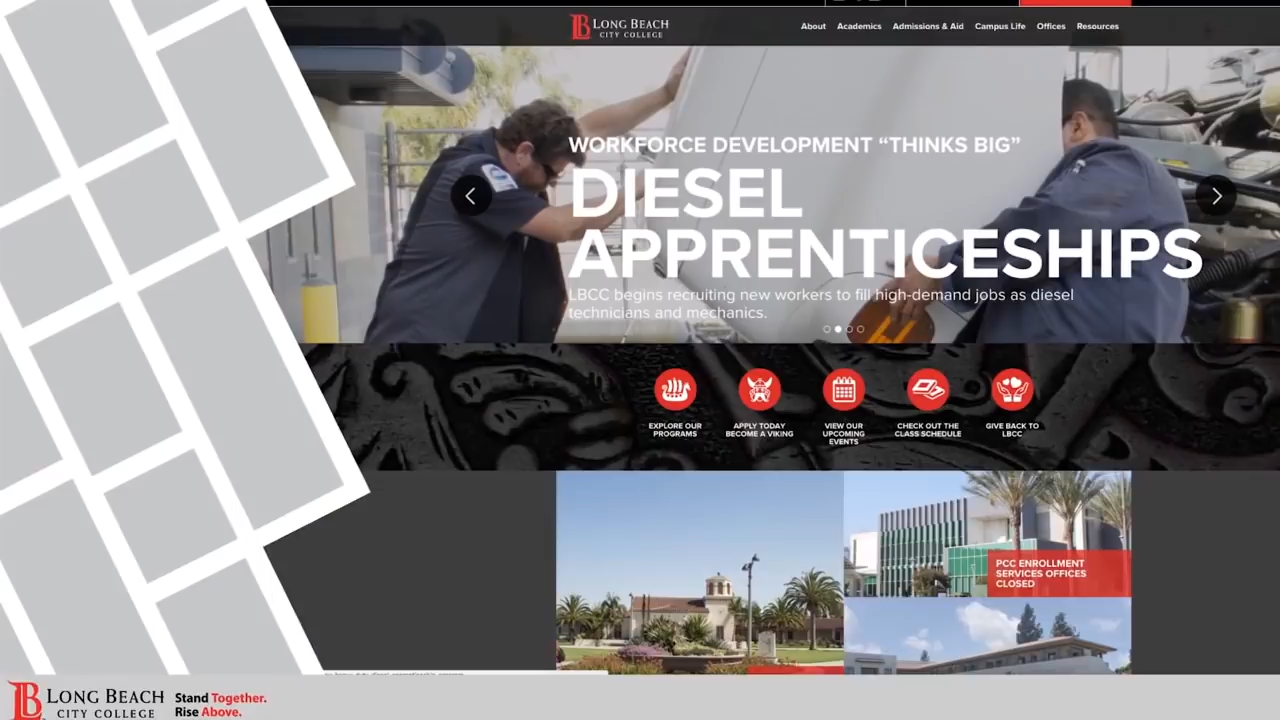 LONG BEACH
CITY COLLEGE
About Academics Admissions & Aid Campus Life Offices Resources
WORKFORCE DEVELOPMENT “THINKS BIG”
DIESEL
APPRENTICESHIPS
LBCC begins recruiting new workers to fill high-demand jobs as diesel
technicians and mechanics.
EXPLORE OUR
PROGRAMS
APPLY TODAY
BECOME A VIKING
VIEW OUR
UPCOMING
EVENTS
CHECK OUT THE
CLASS SCHEDULE
GIVE BACK TO
LBCC
PCC ENROLLMENT
SERVICES OFFICES
CLOSED
LONG BEACH
CITY COLLEGE
Stand Together.
Rise Above.